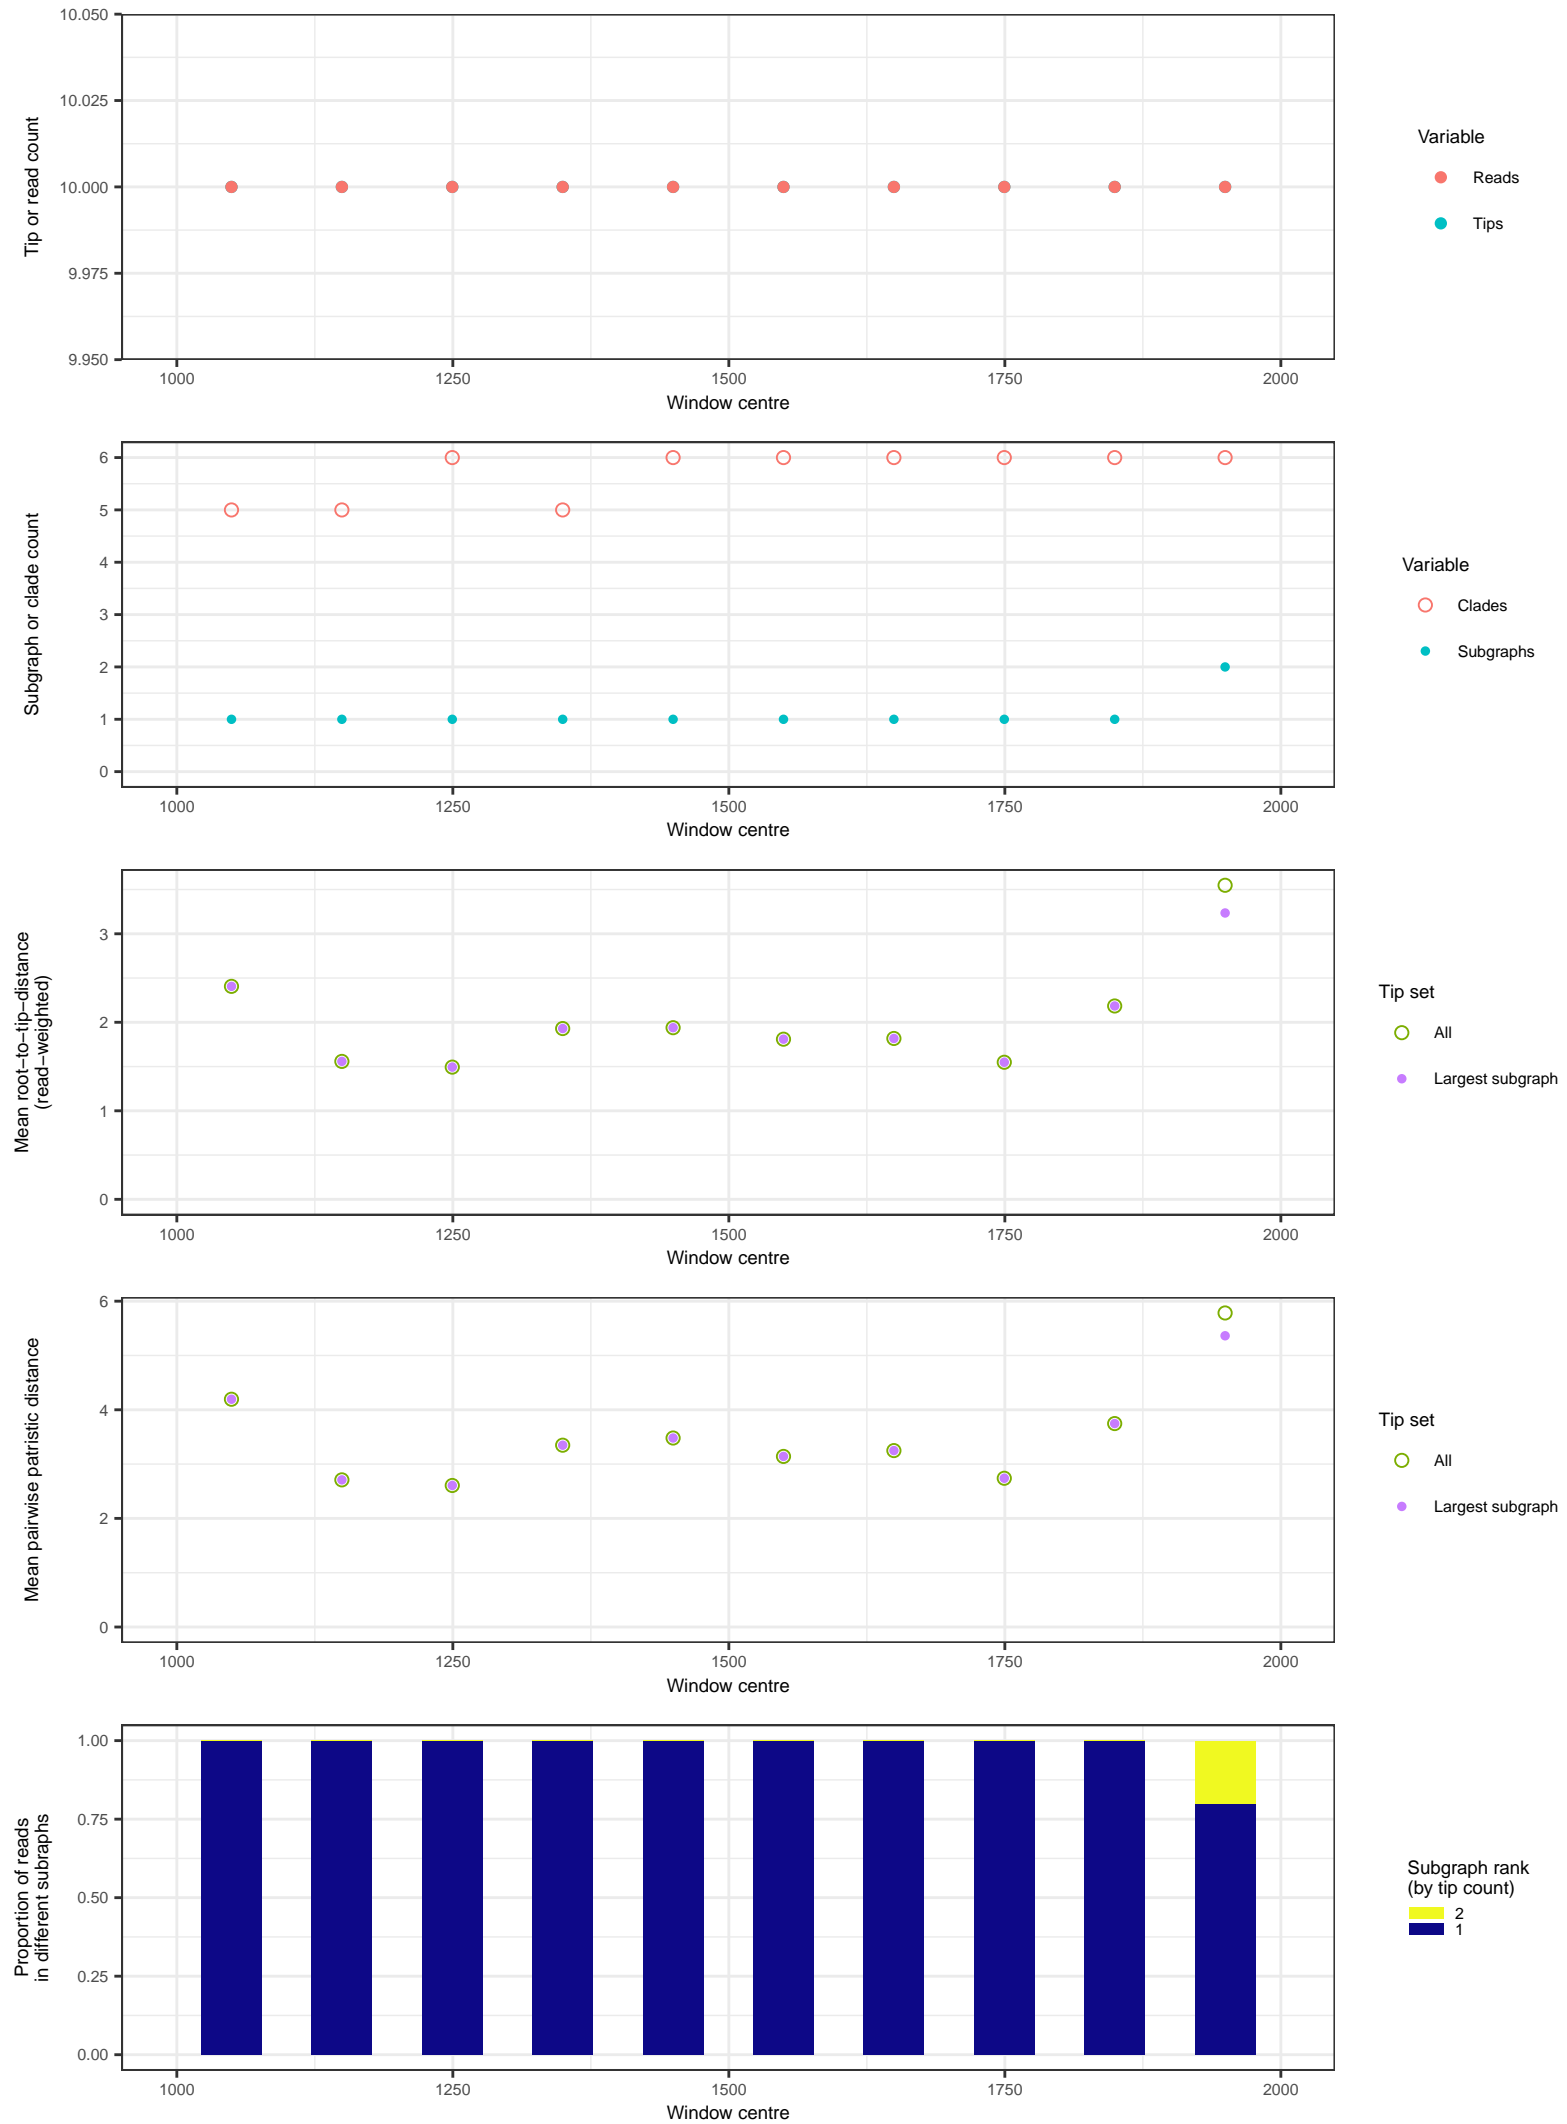 10.050
10.025
10.000
9.975
9.950
Tip or read count
1000 1250 1500 1750 2000
Window centre
Variable
Reads
Tips
6
5
4
3
2
1
0
Subgraph or clade count
1000 1250 1500 1750 2000
Window centre
Variable
Clades
Subgraphs
3
2
1
0
Mean root−to−tip−distance
(read−weighted)
1000 1250 1500 1750 2000
Window centre
Tip set
All
Largest subgraph
6
4
2
0
Mean pairwise patristic distance
1000 1250 1500 1750 2000
Window centre
Tip set
All
Largest subgraph
1.00
0.75
0.50
0.25
0.00
Proportion of reads
in different subraphs
1000 1250 1500 1750 2000
Window centre
Subgraph rank
(by tip count)
2
1